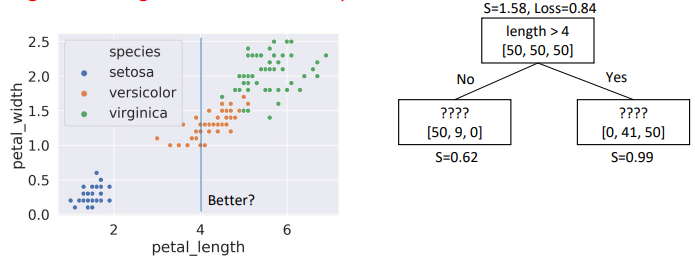 S=1.58, Loss=0.84
length > 4
[50, 50, 50]
No
Yes
????
[50, 9, 0]
????
[0, 41, 50]
S=0.62
S=0.99
species
setosa
versicolor
virginica
2.5
2.0
1.5
1.0
0.5
0.0
petal_width
Better?
2
4
6
petal_length